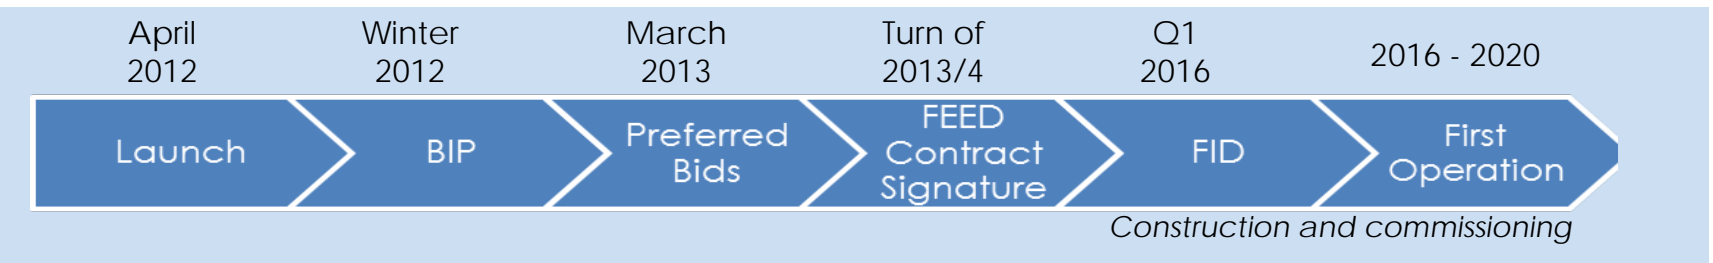 April
2012
Winter
2012
March
2013
Turn of
2013/4
Q1
2016
2016 - 2020
Launch
BIP
Preferred
Bids
FEED
Contract
Signature
FID
First
Operation
Construction and commissioning